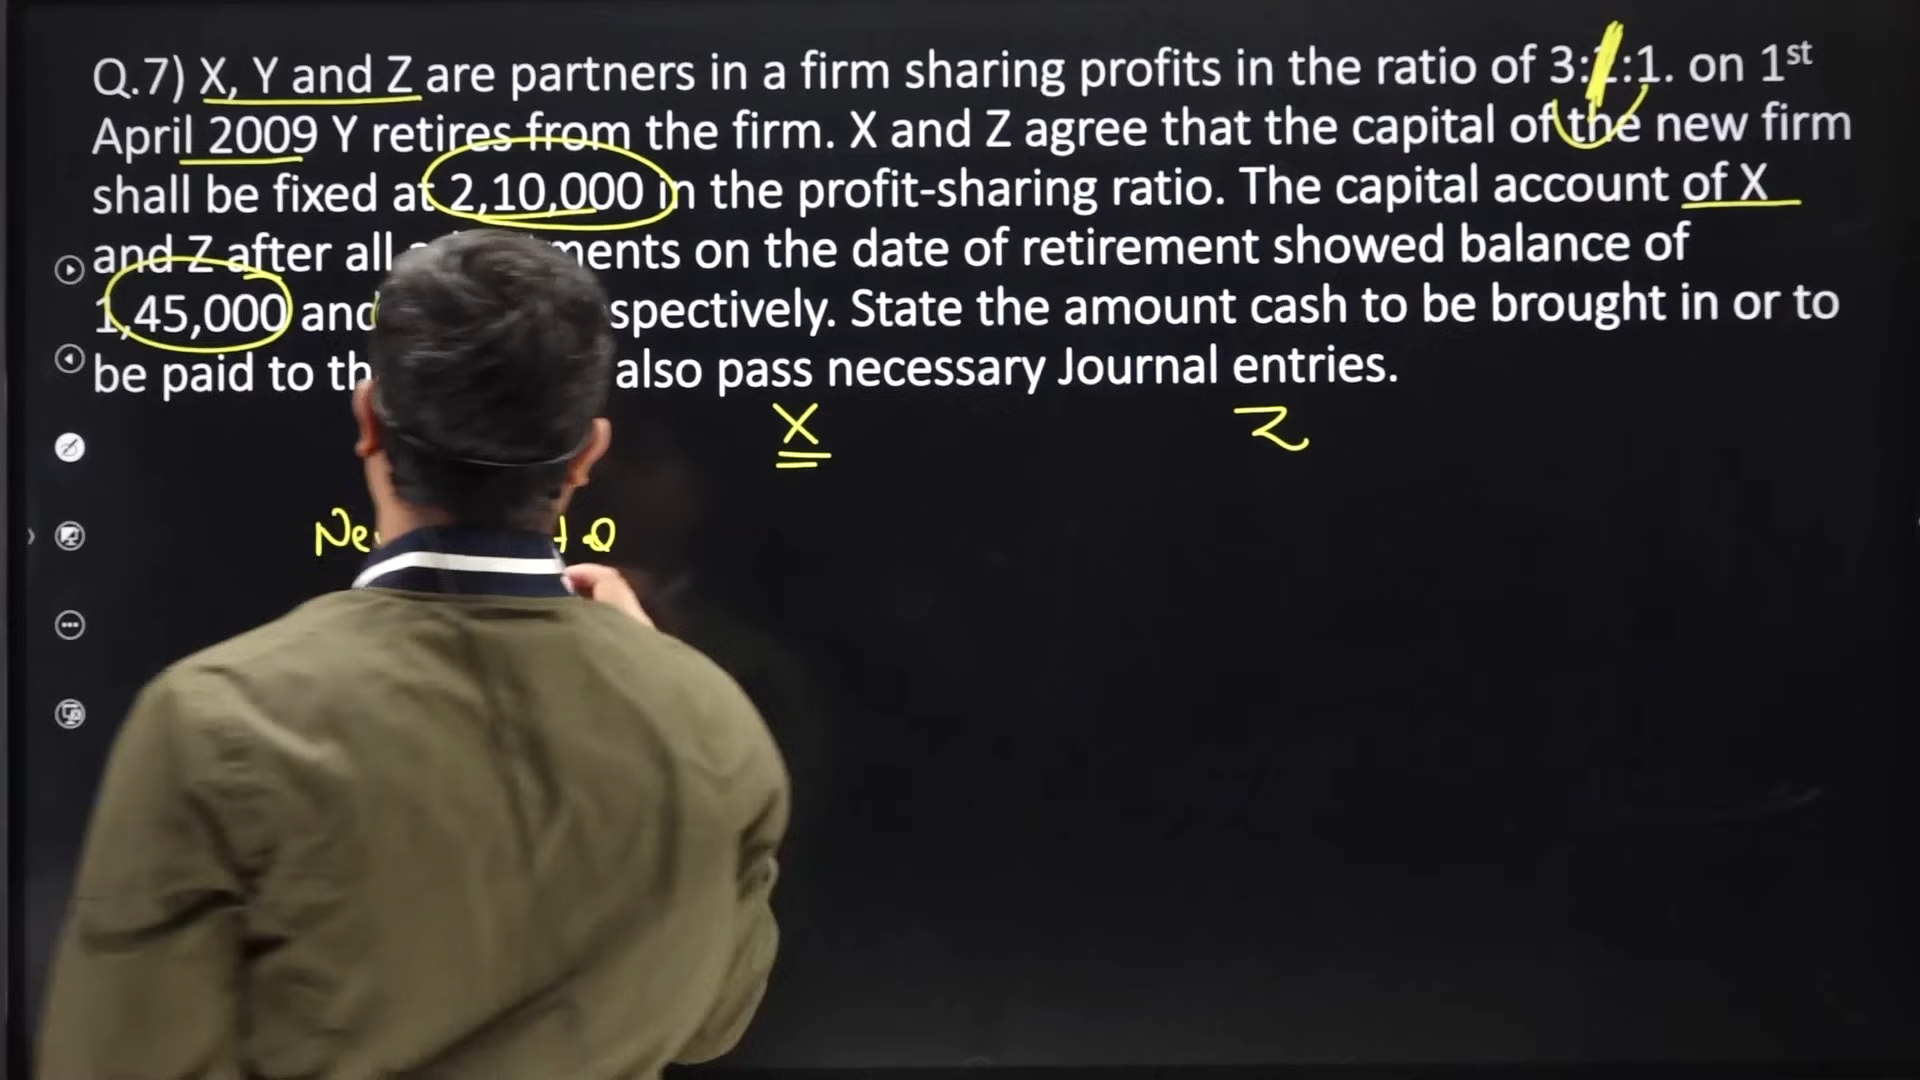 Q.7) X, Y and Z are partners in a firm sharing profits in the ratio of 3: :1. on 1st
April 2009 Y retires from the firm. X and Z agree that the capital of the new firm
shall be fixed at 2,10,000 in the profit-sharing ratio. The capital account of X
and Z after all ments on the date of retirement showed balance of
1,45,000 and spectively. State the amount cash to be brought in or to
be paid to th also pass necessary Journal entries.
X Z
Ne